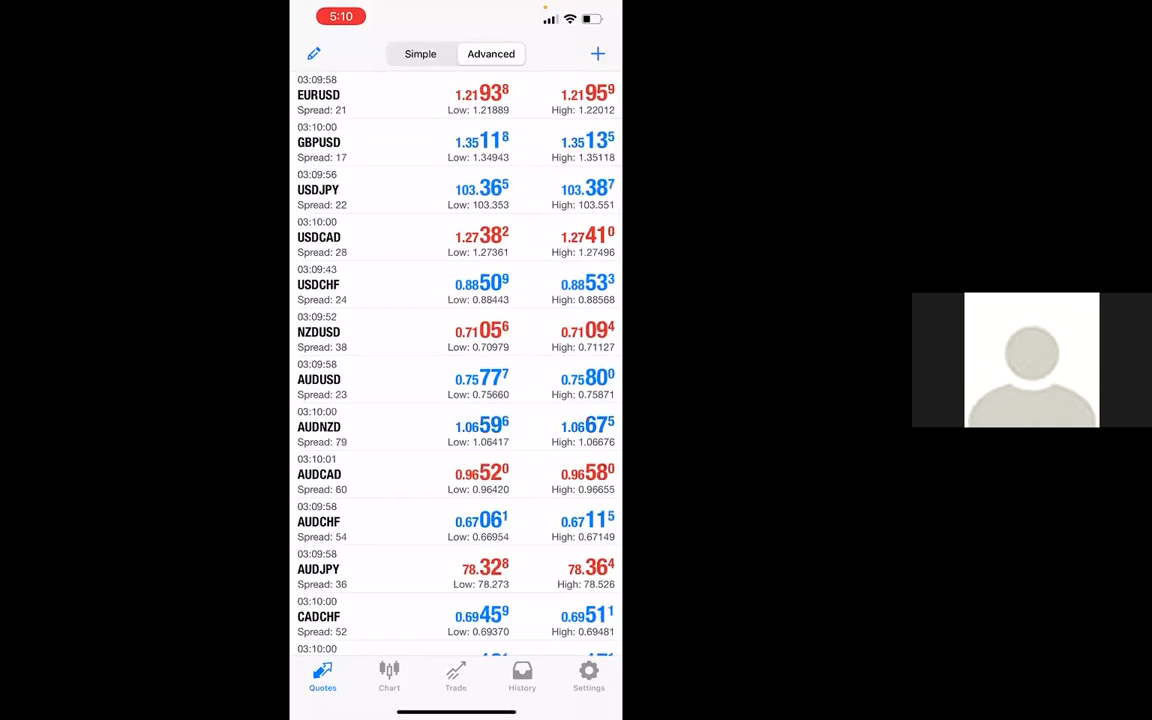 5:10
Simple Advanced
03:09:58
EURUSD 1.21938 1.21959
Spread: 21 Low: 1.21889 High: 1.22012
03:10:00
GBPUSD 1.35118 1.35135
Spread: 17 Low: 1.34943 High: 1.35118
03:09:56
USDJPY 103.365 103.387
Spread: 22 Low: 103.353 High: 103.551
03:10:00
USDCAD 1.27382 1.27410
Spread: 28 Low: 1.27361 High: 1.27496
03:09:43
USDCHF 0.88509 0.88533
Spread: 24 Low: 0.88443 High: 0.88568
03:09:52
NZDUSD 0.71056 0.71094
Spread: 38 Low: 0.70979 High: 0.71127
03:09:58
AUDUSD 0.75777 0.75800
Spread: 23 Low: 0.75660 High: 0.75871
03:10:00
AUDNZD 1.06596 1.06675
Spread: 79 Low: 1.06417 High: 1.06676
03:10:01
AUDCAD 0.96520 0.96580
Spread: 60 Low: 0.96420 High: 0.96655
03:09:58
AUDCHF 0.67061 0.67115
Spread: 54 Low: 0.66954 High: 0.67149
03:09:58
AUDJPY 78.328 78.364
Spread: 36 Low: 78.273 High: 78.526
03:10:00
CADCHF 0.69459 0.69511
Spread: 52 Low: 0.69370 High: 0.69481
03:10:00
Quotes Chart Trade History Settings